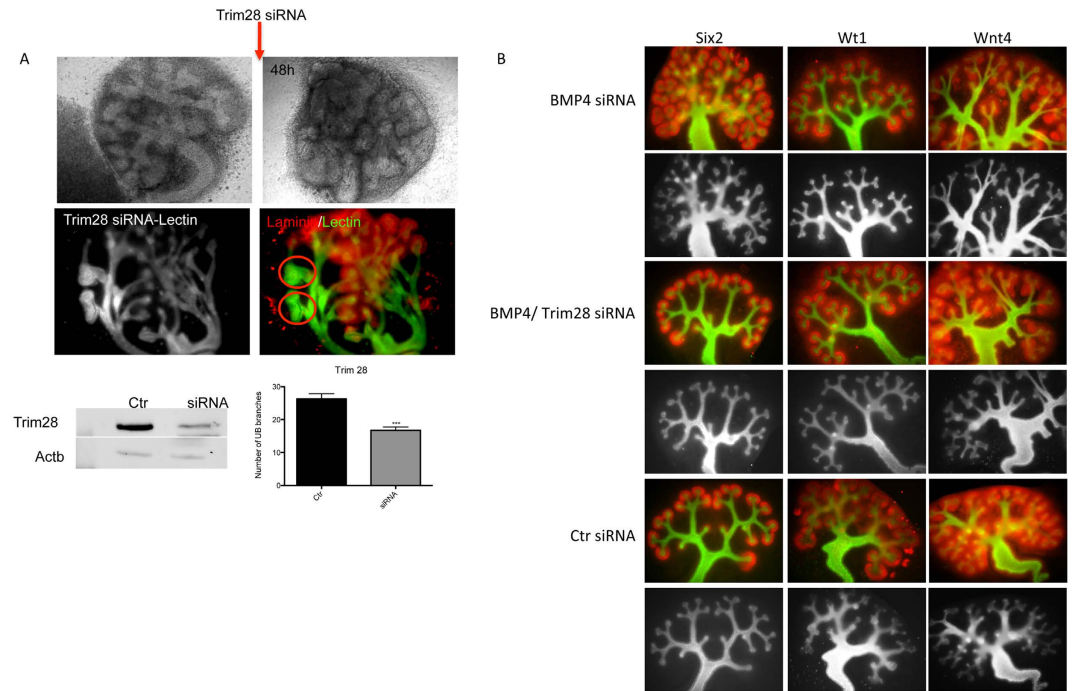 Trim28 siRNA
A
48h
Trim28 siRNA-Lectin
Laminin/Lectin
Ctr siRNA
Trim28
Actb
Trim 28
Number of UB branches
30
20
10
0
***
Ctr
siRNA
B
Six2 Wt1 Wnt4
BMP4 siRNA
BMP4/ Trim28 siRNA
Ctr siRNA